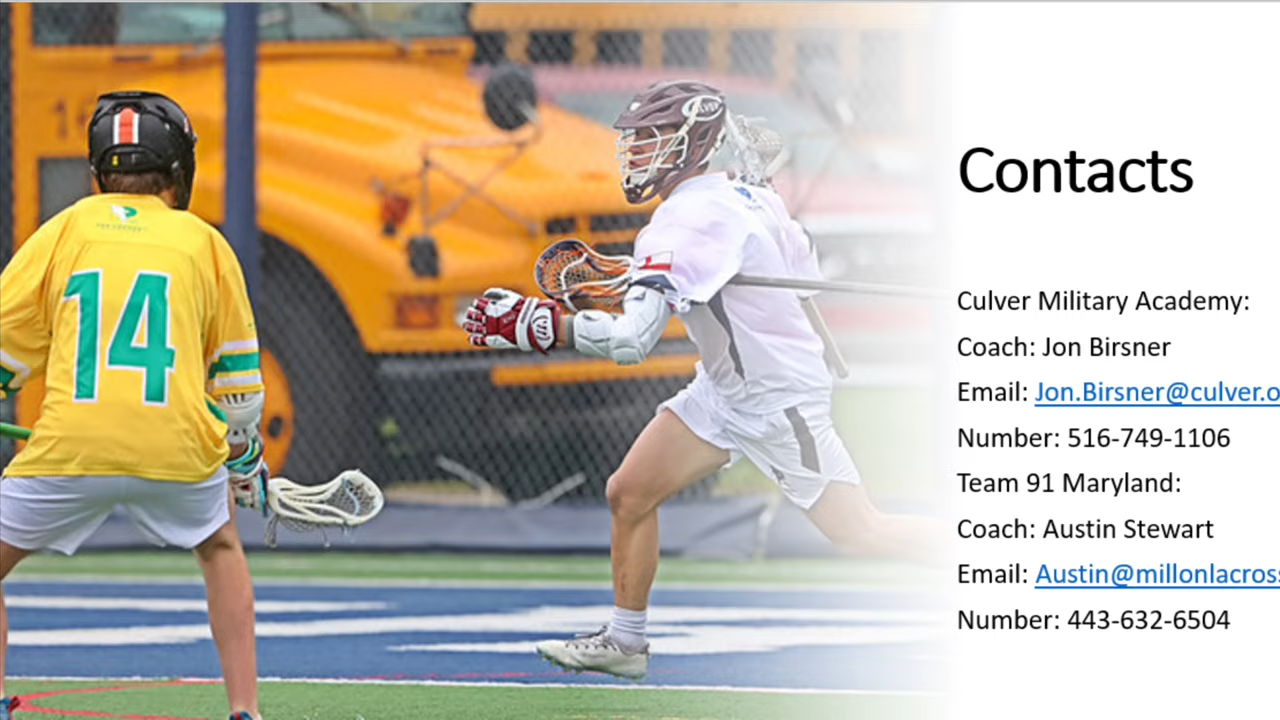 14
Contacts
Culver Military Academy:
Coach: Jon Birsner
Email: Jon.Birsner@culver.o
Number: 516-749-1106
Team 91 Maryland:
Coach: Austin Stewart
Email: Austin@millonlacros
Number: 443-632-6504